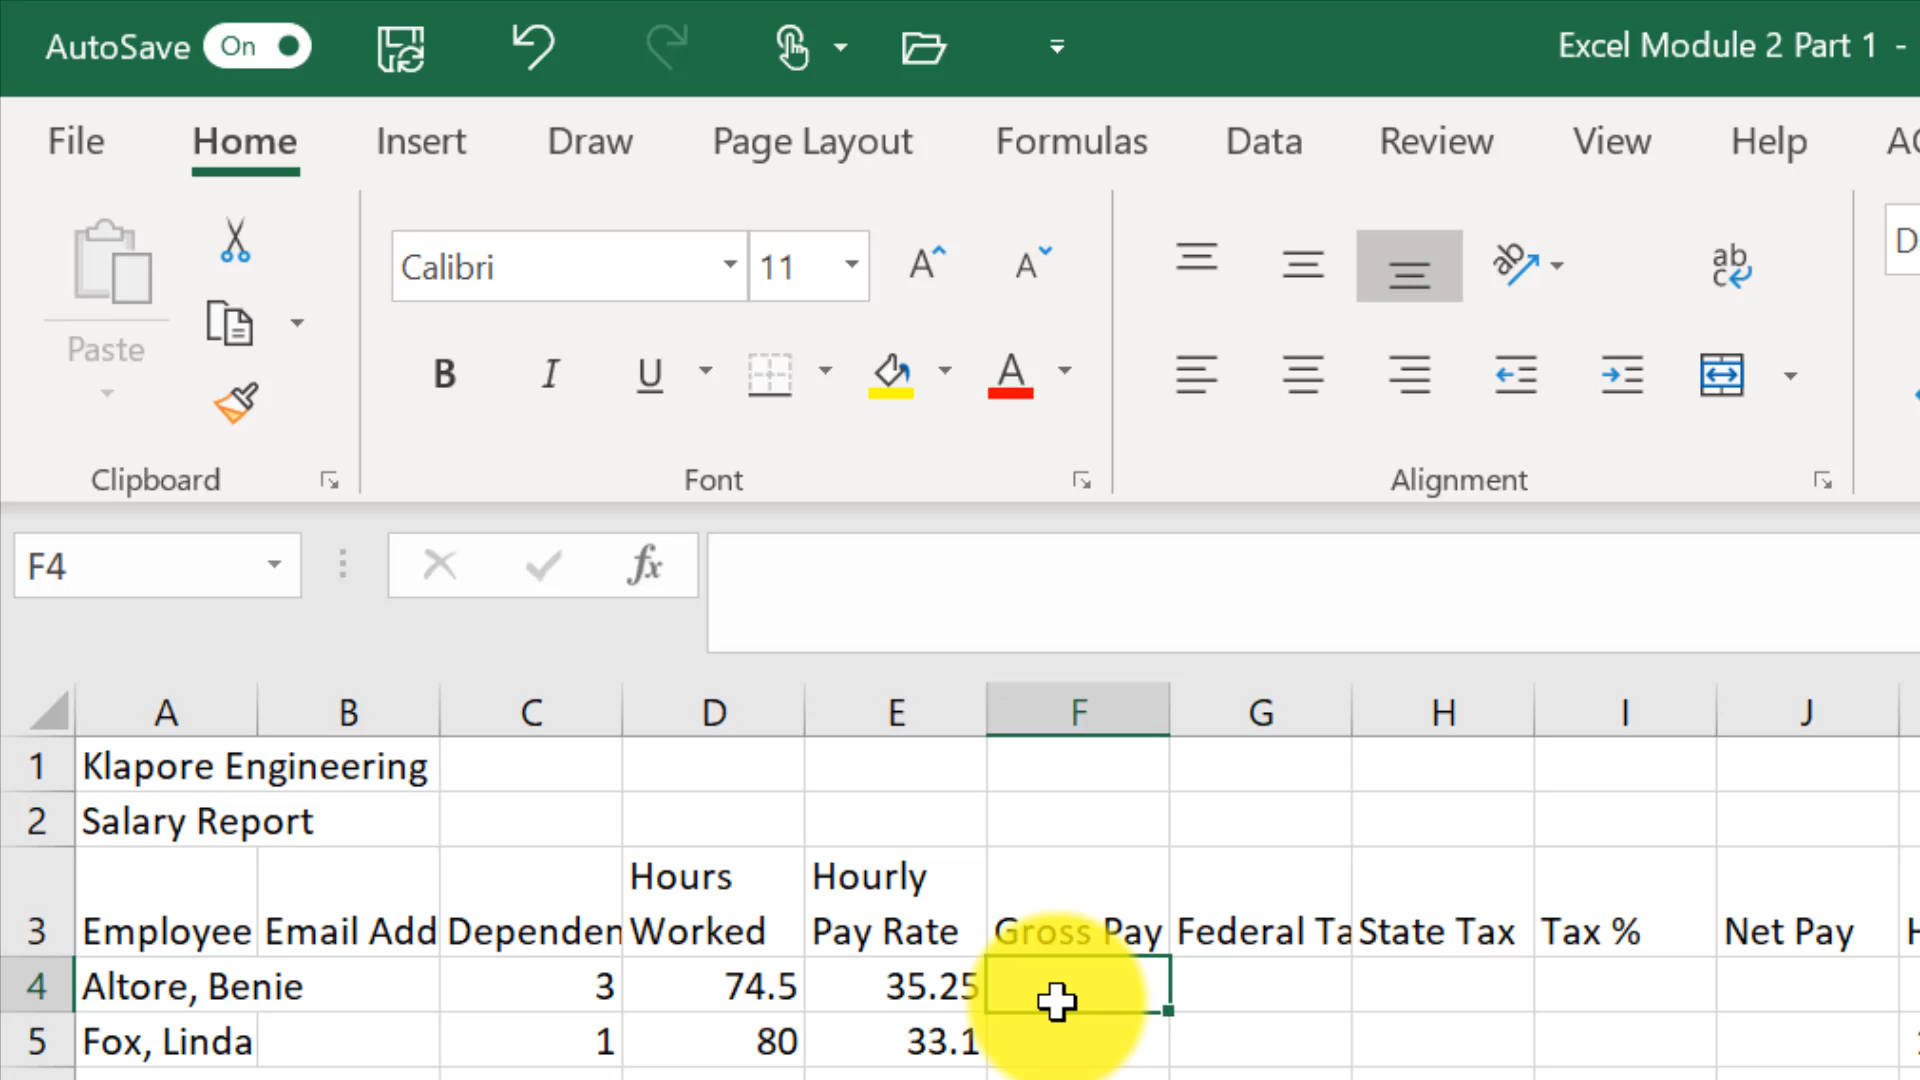 AutoSave On Excel Module 2 Part 1 -
File Home Insert Draw Page Layout Formulas Data Review View Help AC
Calibri 11 A A ab ab c D
Paste B I U A
Clipboard Font Alignment
F4 fx
A B C D E F G H I J
1 Klapore Engineering
2 Salary Report
Hours Hourly
3 Employee Email Add Dependen Worked Pay Rate Gross Pay Federal Ta State Tax Tax % Net Pay H
4 Altore, Benie 3 74.5 35.25
5 Fox, Linda 1 80 33.1